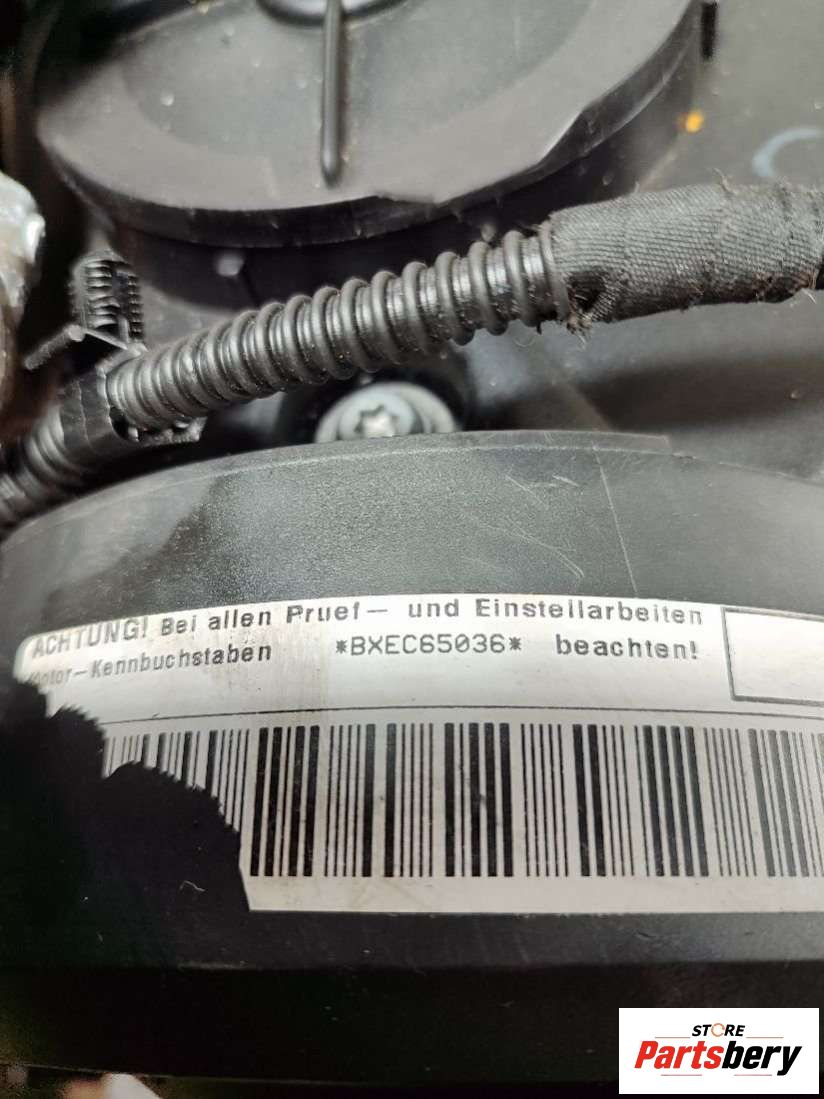 ACHTUNG! Bei allen Pruef— und Einstellarbeiten
Motor—Kennbuchstaben *BXEC65036* beachten!
STORE
Partsbery